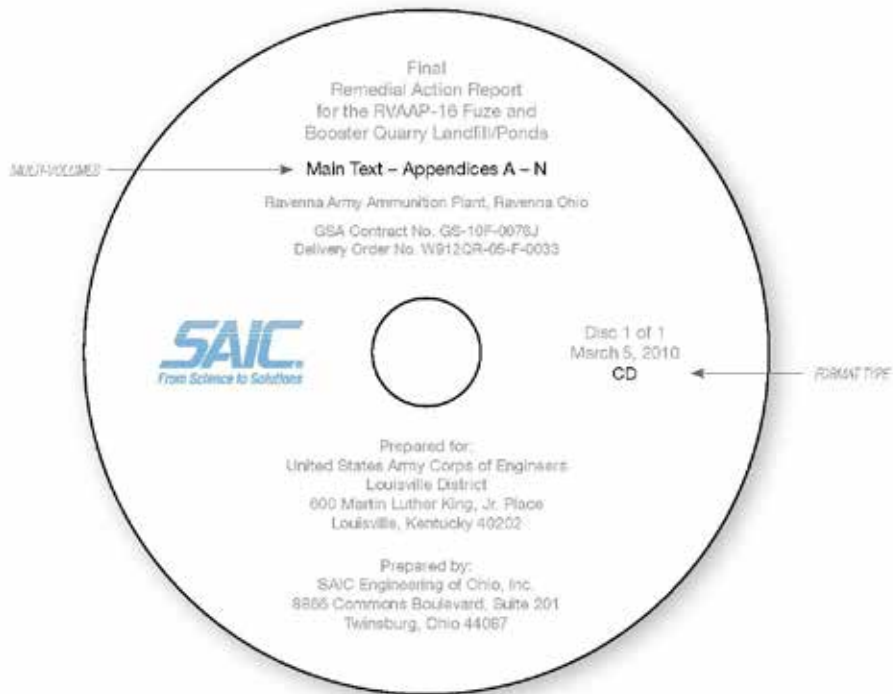 Final
Remedial Action Report
for the RVAAP-16 Fuze and
Booster Quarry Landfill/Ponds
MULTI-VOLUMES
Main Text – Appendices A – N
Ravenna Army Ammunition Plant, Ravenna Ohio
GSA Contract No. GS-10F-0076J
Delivery Order No. W912QR-05-F-0033
SAIC
From Science to Solutions
Disc 1 of 1
March 5, 2010
CD
FORMAT TYPE
Prepared for:
United States Army Corps of Engineers
Louisville District
600 Martin Luther King, Jr. Place
Louisville, Kentucky 40202
Prepared by:
SAIC Engineering of Ohio, Inc.
8866 Commons Boulevard, Suite 201
Twinsburg, Ohio 44087